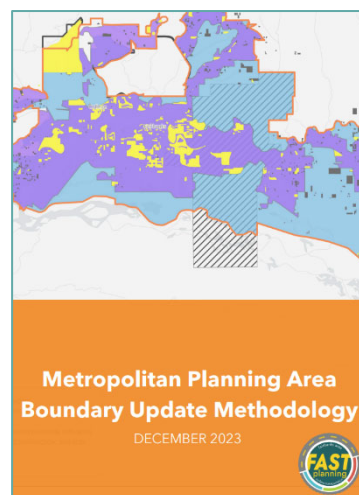 Metropolitan Planning Area
Boundary Update Methodology
DECEMBER 2023
FAST
planning